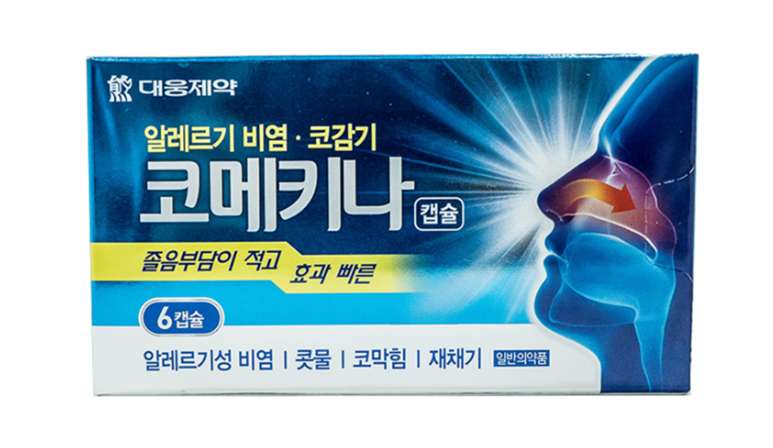 대웅제약
알레르기 비염 · 코감기
코메키나 캡슐
졸음부담이 적고
효과 빠른
6캡슐
알레르기성 비염 | 콧물 | 코막힘 | 재채기 일반의약품